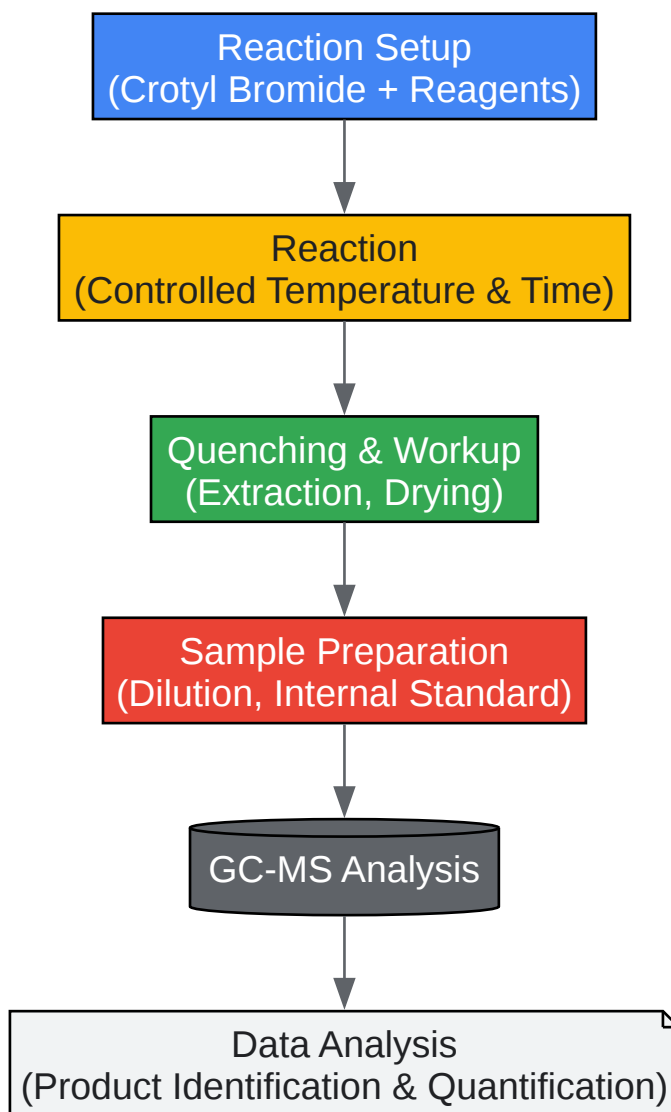 Reaction Setup
(Crotyl Bromide + Reagents)
Reaction
(Controlled Temperature & Time)
Quenching & Workup
(Extraction, Drying)
Sample Preparation
(Dilution, Internal Standard)
GC-MS Analysis
Data Analysis
(Product Identification & Quantification)